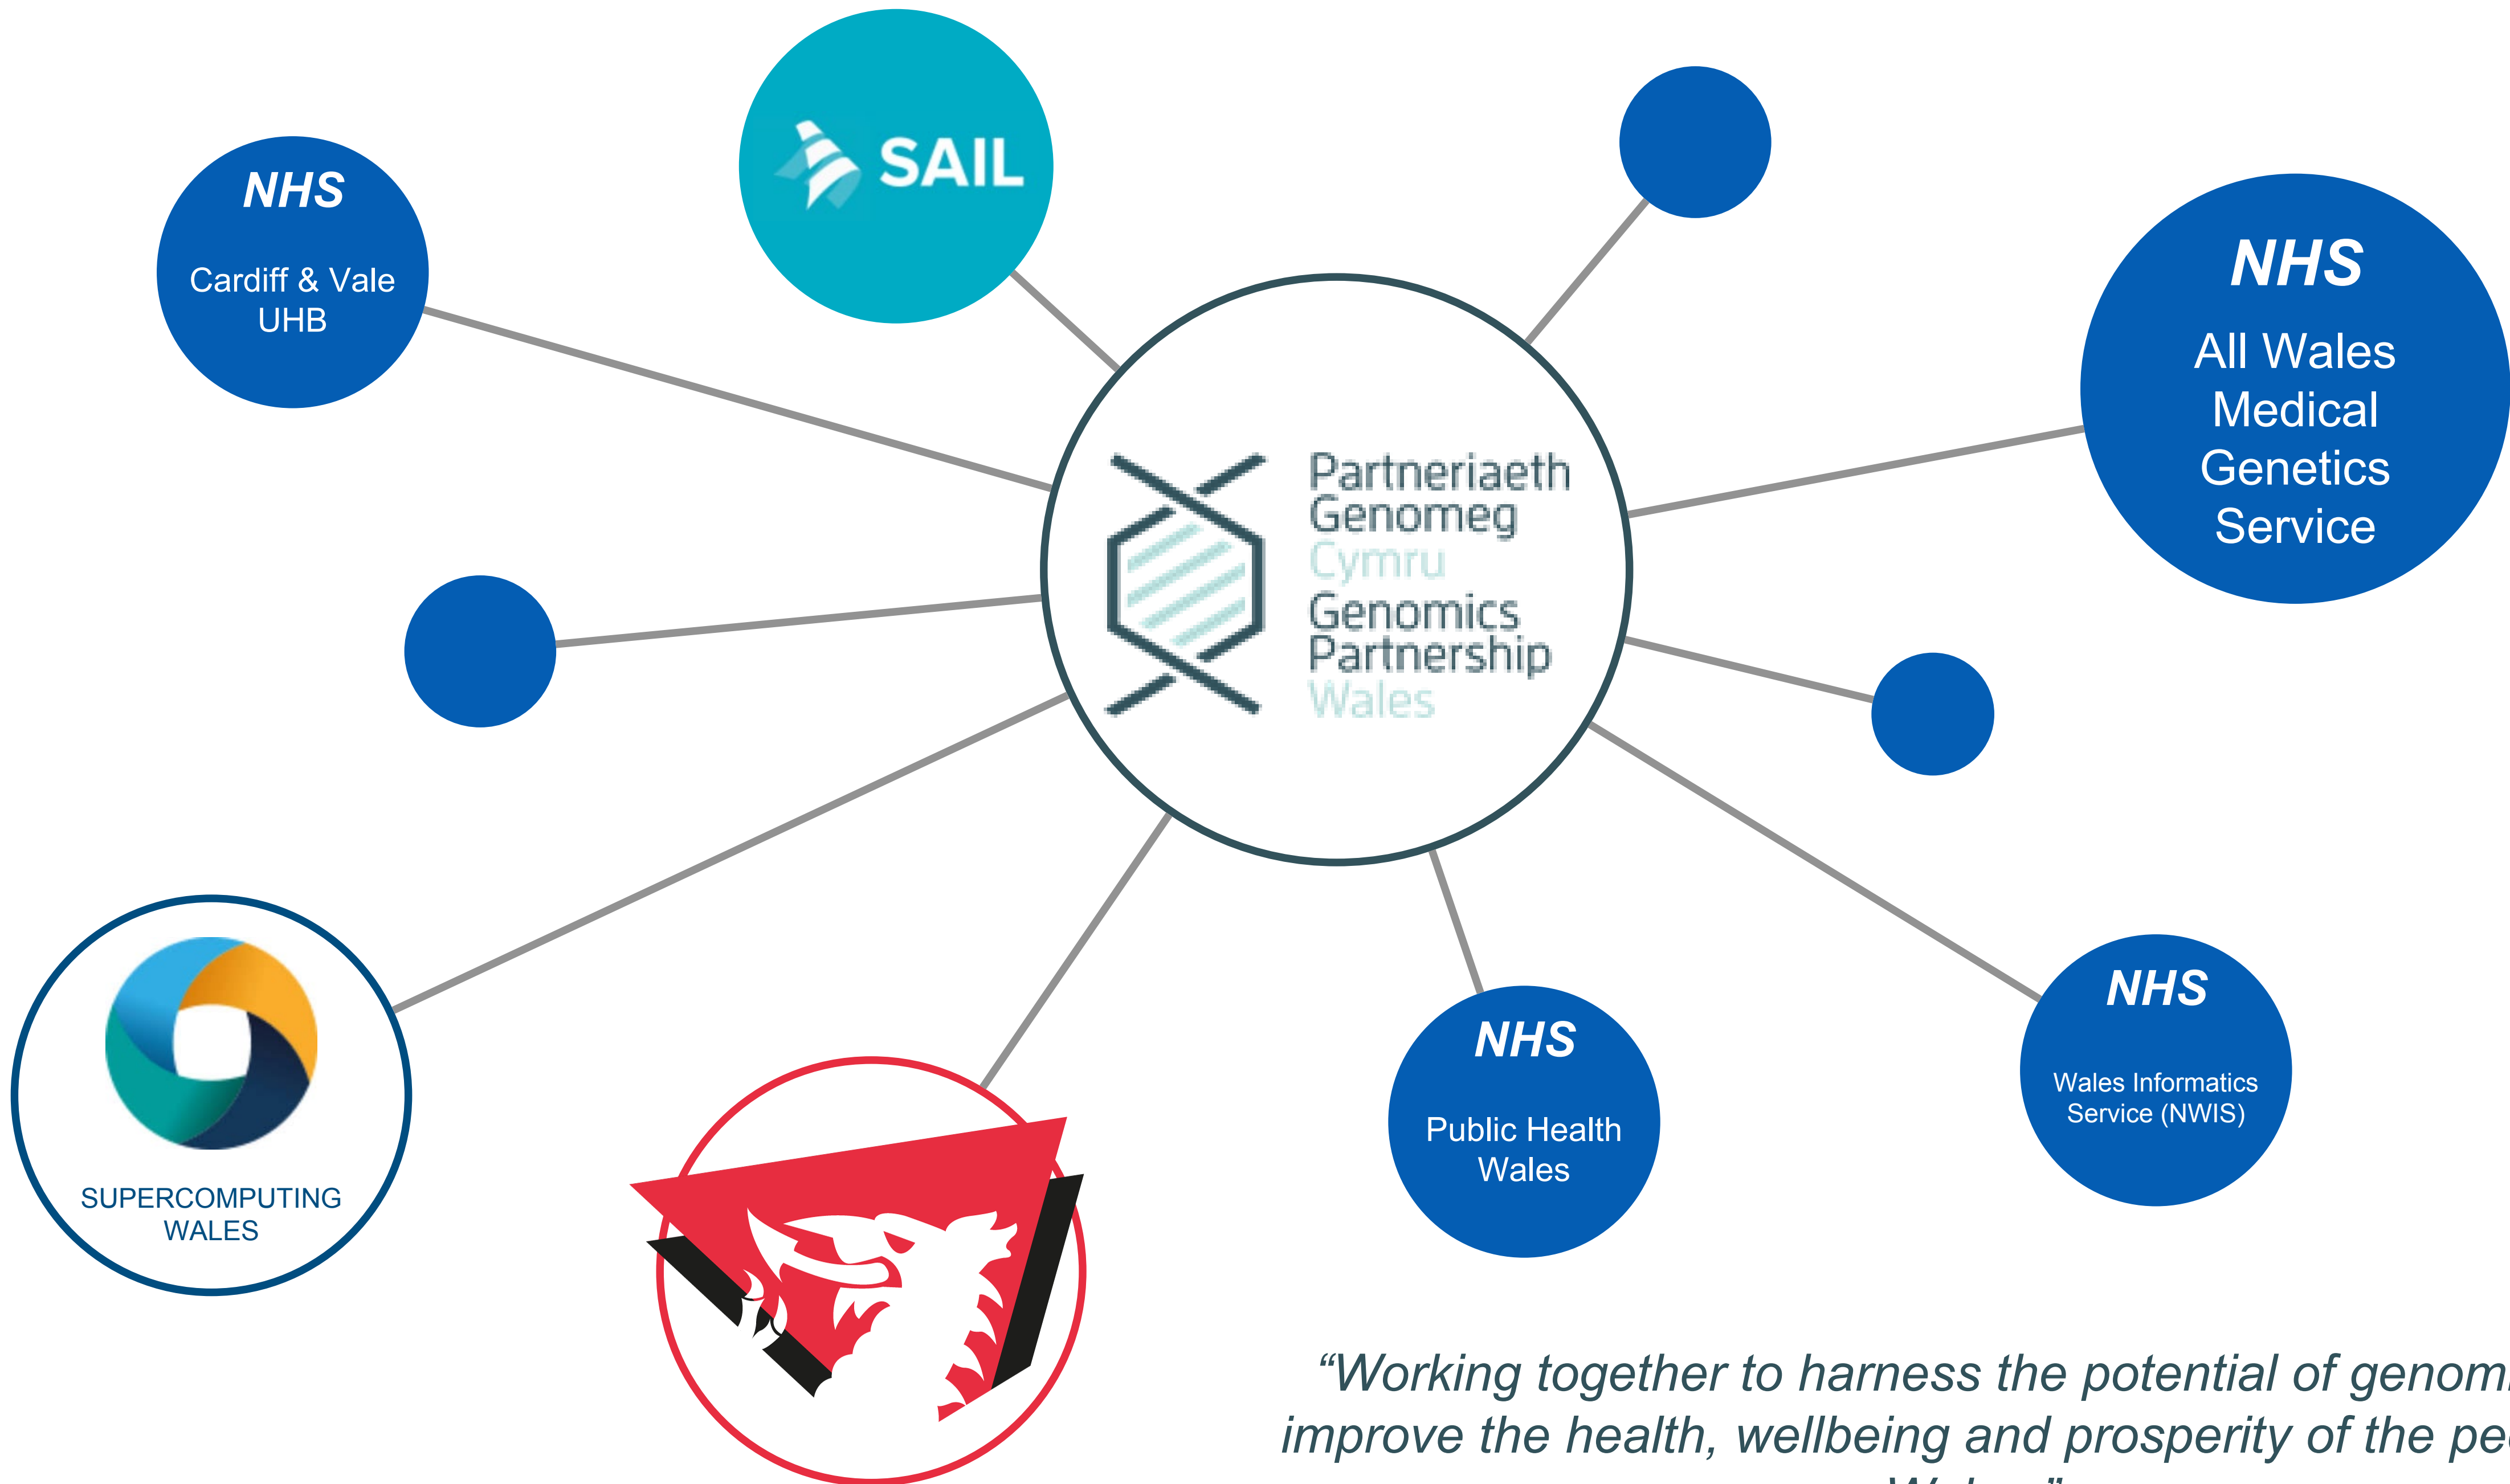 SAIL
NHS
Cardiff & Vale
UHB
NHS
All Wales
Medical
Genetics
Service
Partneriaeth
Genomeg
Cymru
Genomics
Partnership
Wales
SUPERCOMPUTING
WALES
NHS
Public Health
Wales
NHS
Wales Informatics
Service (NWIS)
“Working together to harness the potential of
improve the health, wellbeing and prosperity of the